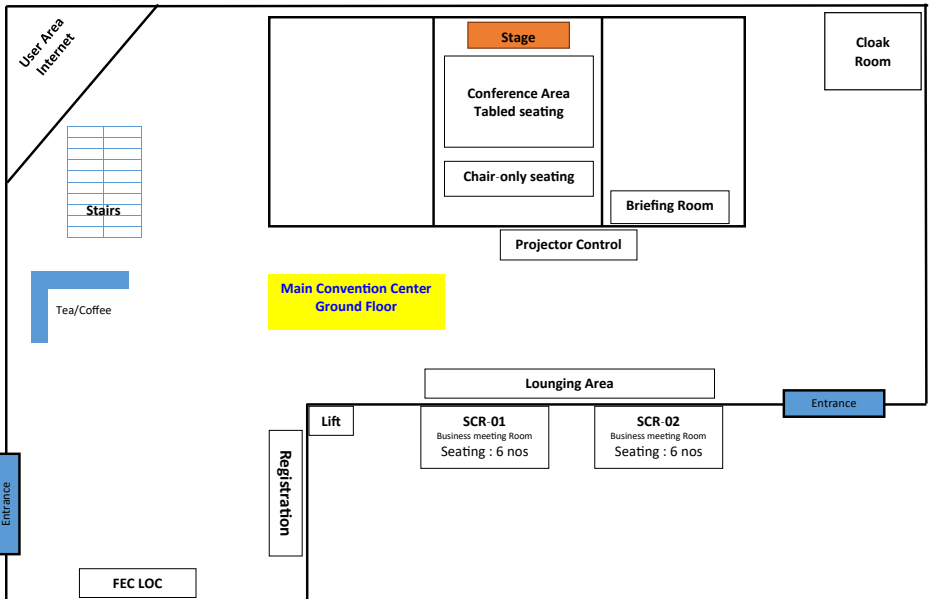 User Area
Internet
Stage
Cloak
Room
Conference Area
Tabled seating
Chair-only seating
Stairs
Briefing Room
Projector Control
Main Convention Center
Ground Floor
Tea/Coffee
Lounging Area
Entrance
Lift
SCR-01
Business meeting Room
Seating : 6 nos
SCR-02
Business meeting Room
Seating : 6 nos
Registration
Entrance
FEC LOC